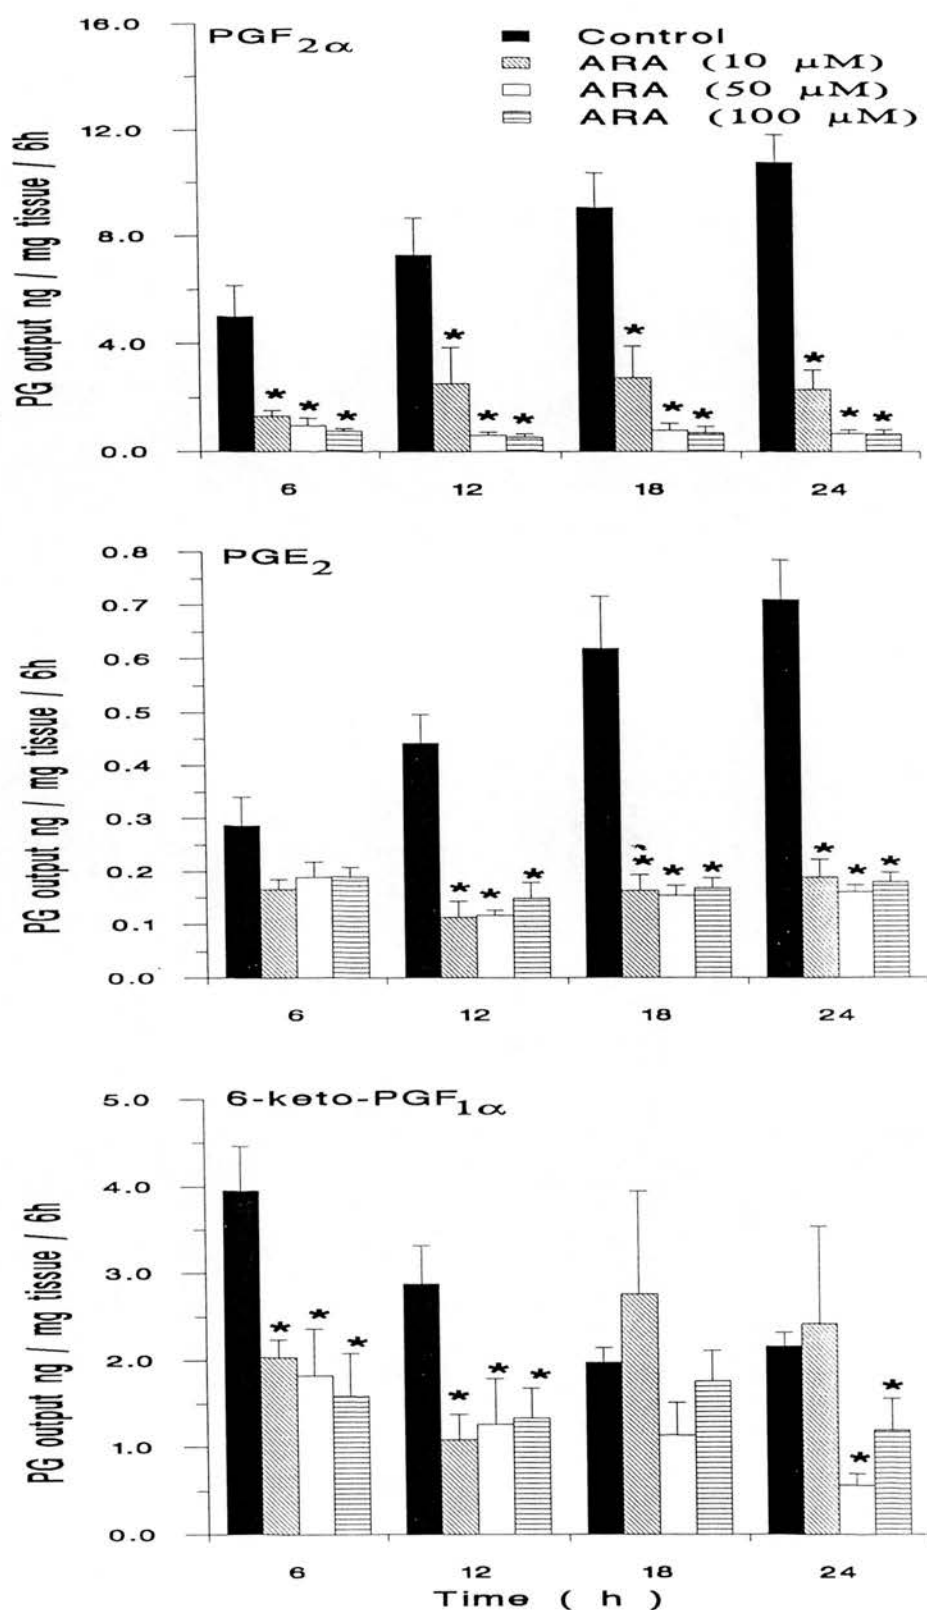 16.0
PGF2α
Control
ARA (10 μM)
ARA (50 μM)
ARA (100 μM)
12.0
8.0
4.0
0.0
PG output ng / mg tissue / 6h
* * * * * * * * * * * *
6 12 18 24
0.8
PGE2
0.7
0.6
0.5
0.4
0.3
0.2
0.1
0.0
PG output ng / mg tissue / 6h
* * * * * * * * *
6 12 18 24
5.0
6-keto-PGF1α
4.0
3.0
2.0
1.0
0.0
PG output ng / mg tissue / 6h
* * * * * * * *
6 12 18 24
Time ( h )